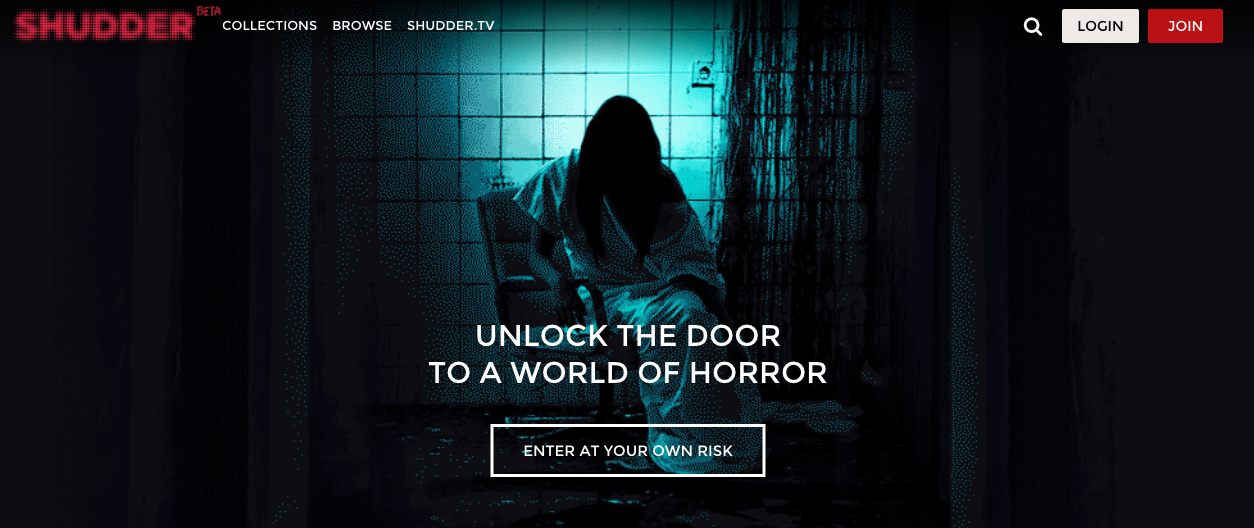 SHUDDER BETA
COLLECTIONS BROWSE SHUDDER.TV
LOGIN JOIN
UNLOCK THE DOOR
TO A WORLD OF HORROR
ENTER AT YOUR OWN RISK